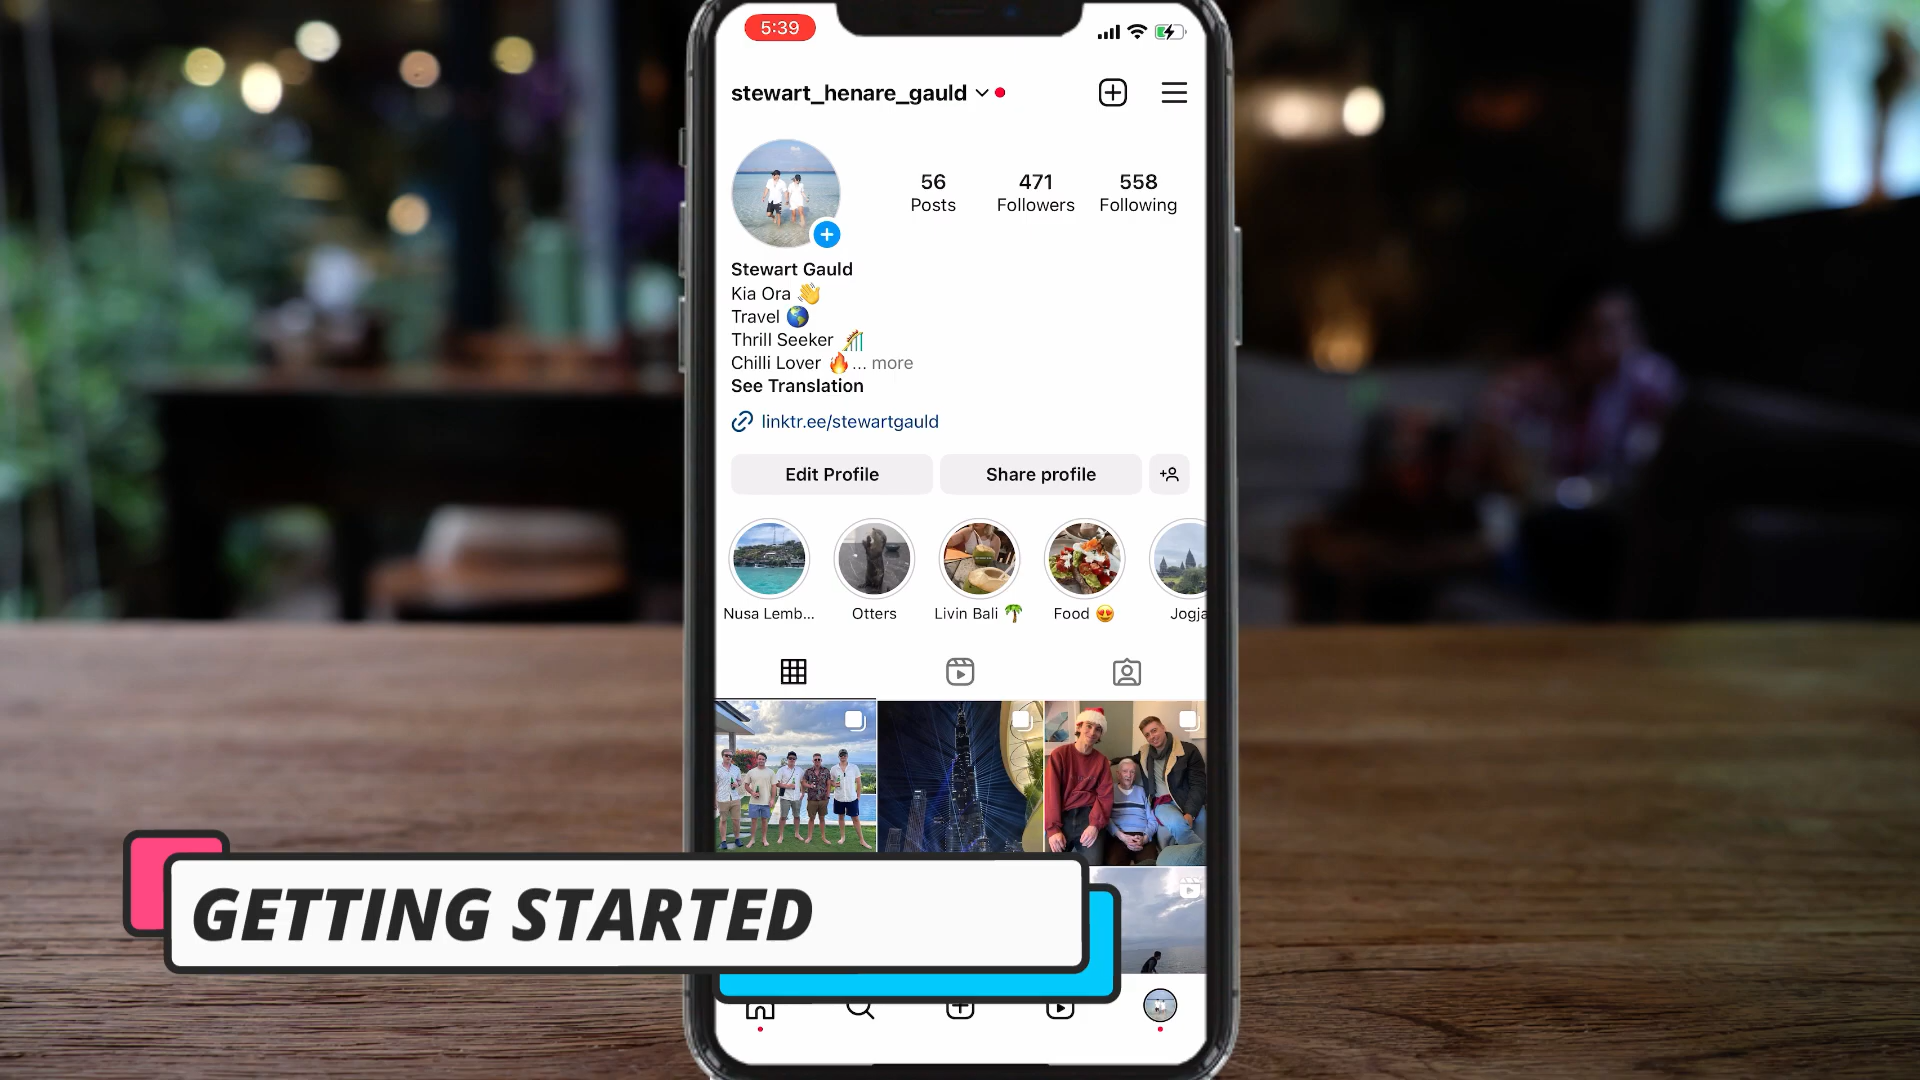 5:39
stewart_henare_gauld
56
471
558
Posts
Followers
Following
Stewart Gauld
Kia Ora 👋
Travel 🌎
Thrill Seeker 🎢
Chilli Lover 🔥... more
See Translation
linktr.ee/stewartgauld
Edit Profile
Share profile
Nusa Lemb...
Otters
Livin Bali 🌴
Food 😍
Jogja
GETTING STARTED